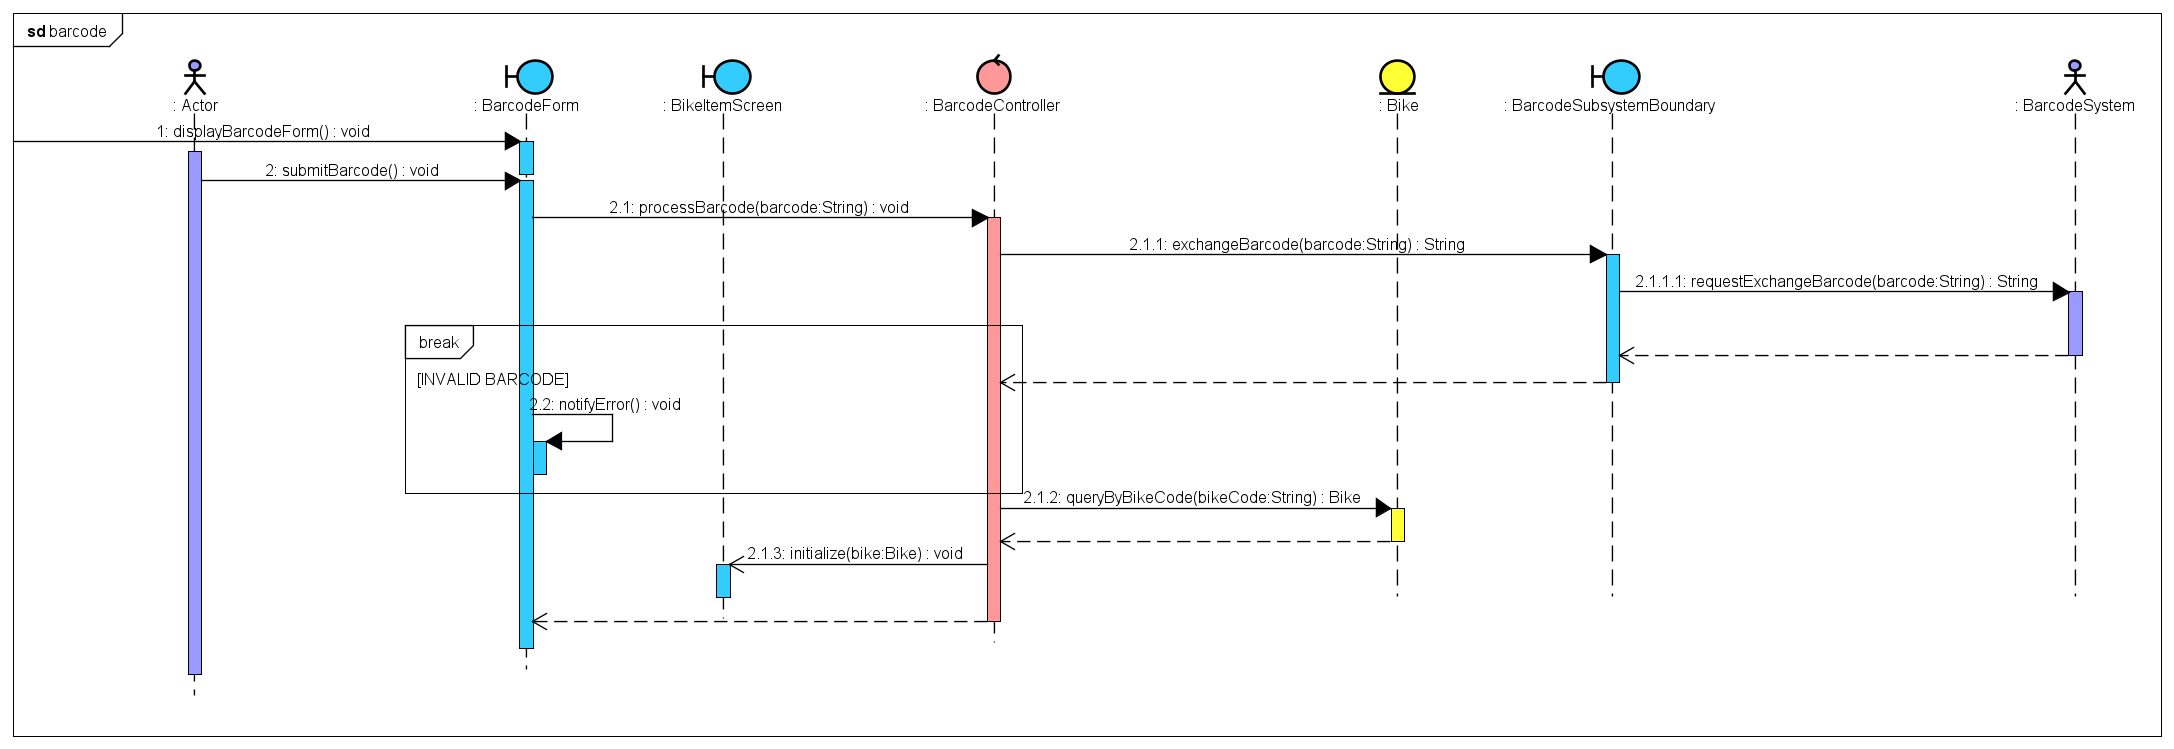 sd barcode
: Actor
: BarcodeForm
: BikeItemScreen
: BarcodeController
: Bike
: BarcodeSubsystemBoundary
: BarcodeSystem
1: displayBarcodeForm() : void
2: submitBarcode() : void
2.1: processBarcode(barcode:String) : void
2.1.1: exchangeBarcode(barcode:String) : String
2.1.1.1: requestExchangeBarcode(barcode:String) : String
break
[INVALID BARCODE]
2.2: notifyError() : void
2.1.2: queryByBikeCode(bikeCode:String) : Bike
2.1.3: initialize(bike:Bike) : void